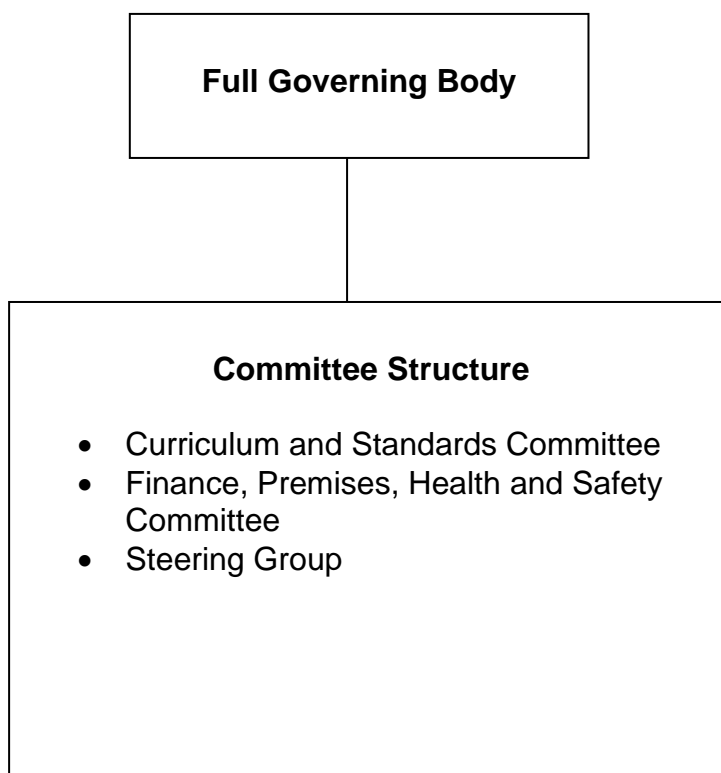 Full Governing Body
Committee Structure
• Curriculum and Standards Committee
• Finance, Premises, Health and Safety
Committee
• Steering Group